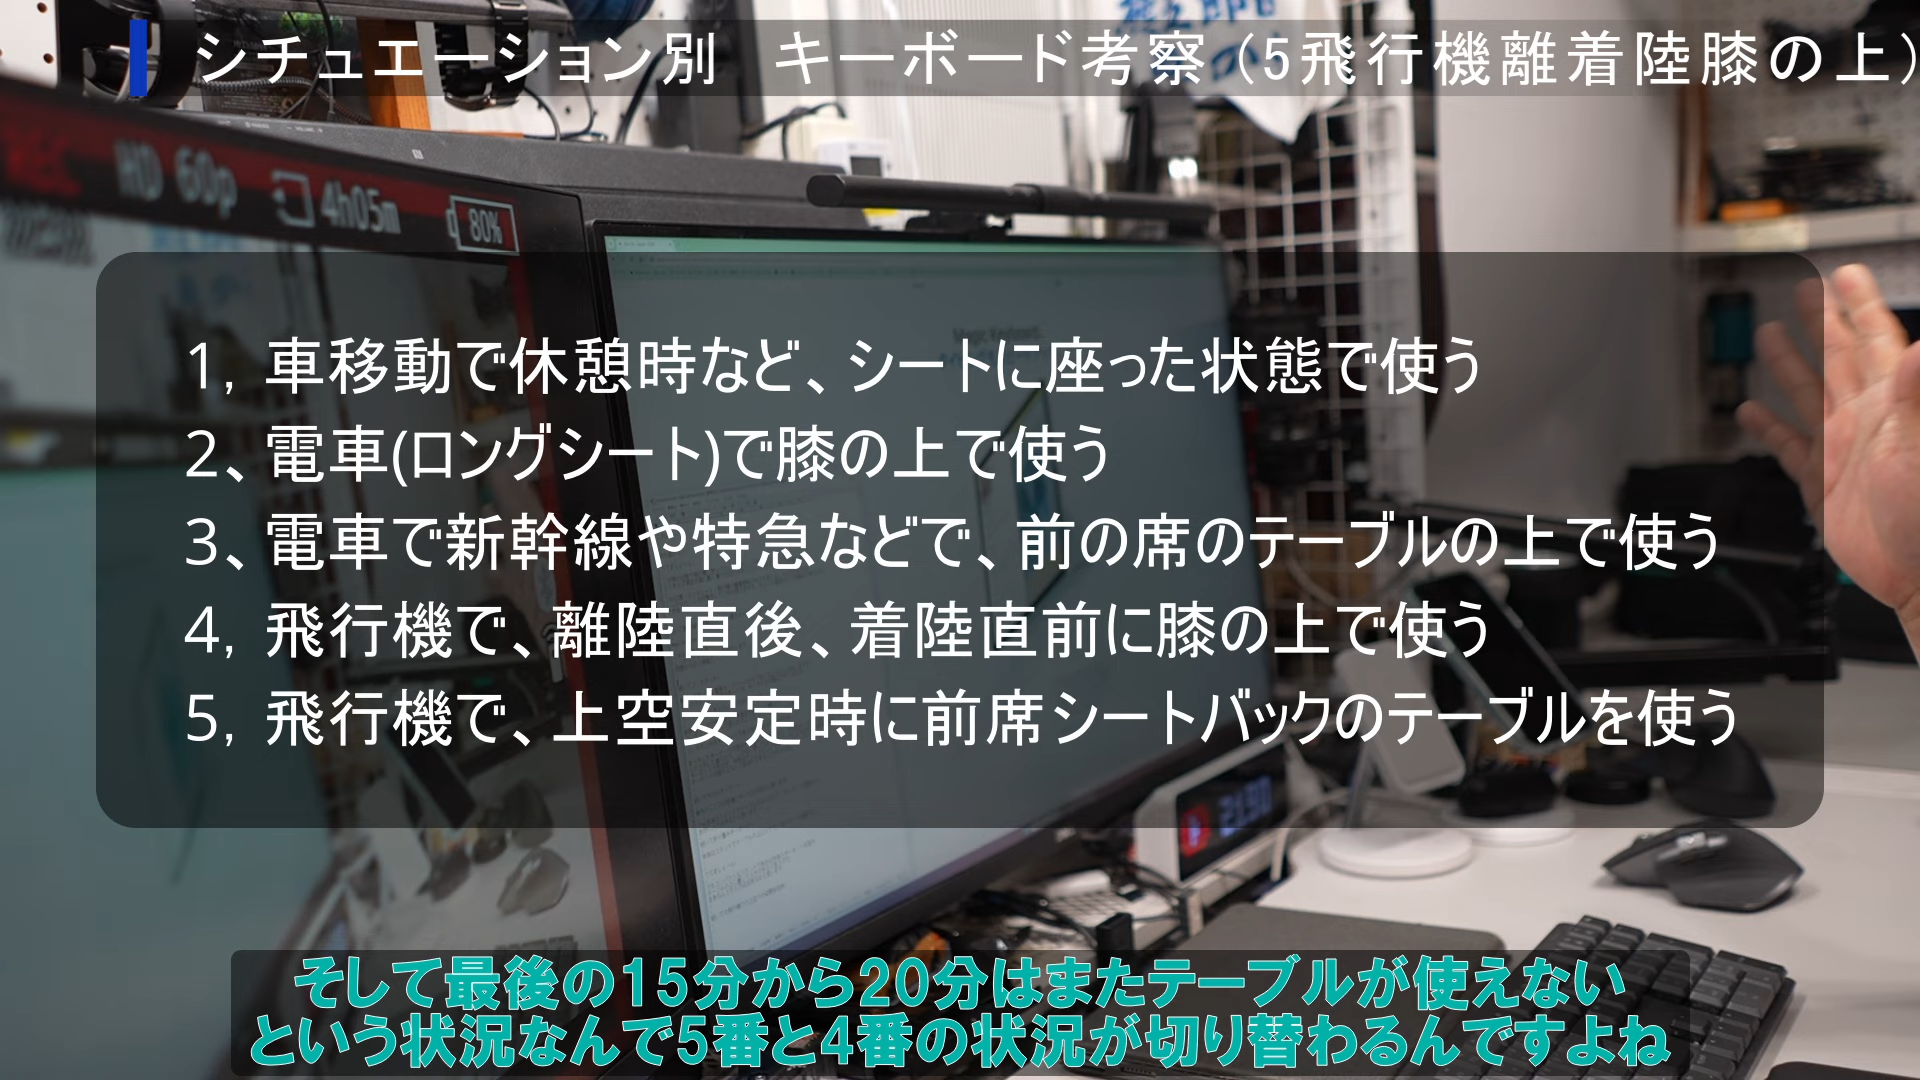 シチュエーション別　キーボード考察（5飛行機離着陸膝の上）
HD 60p 4h05m 80%
1，車移動で休憩時など、シートに座った状態で使う
2、電車(ロングシート)で膝の上で使う
3、電車で新幹線や特急などで、前の席のテーブルの上で使う
4，飛行機で、離陸直後、着陸直前に膝の上で使う
5，飛行機で、上空安定時に前席シートバックのテーブルを使う
そして最後の15分から20分はまたテーブルが使えない
という状況なんで5番と4番の状況が切り替わるんですよね